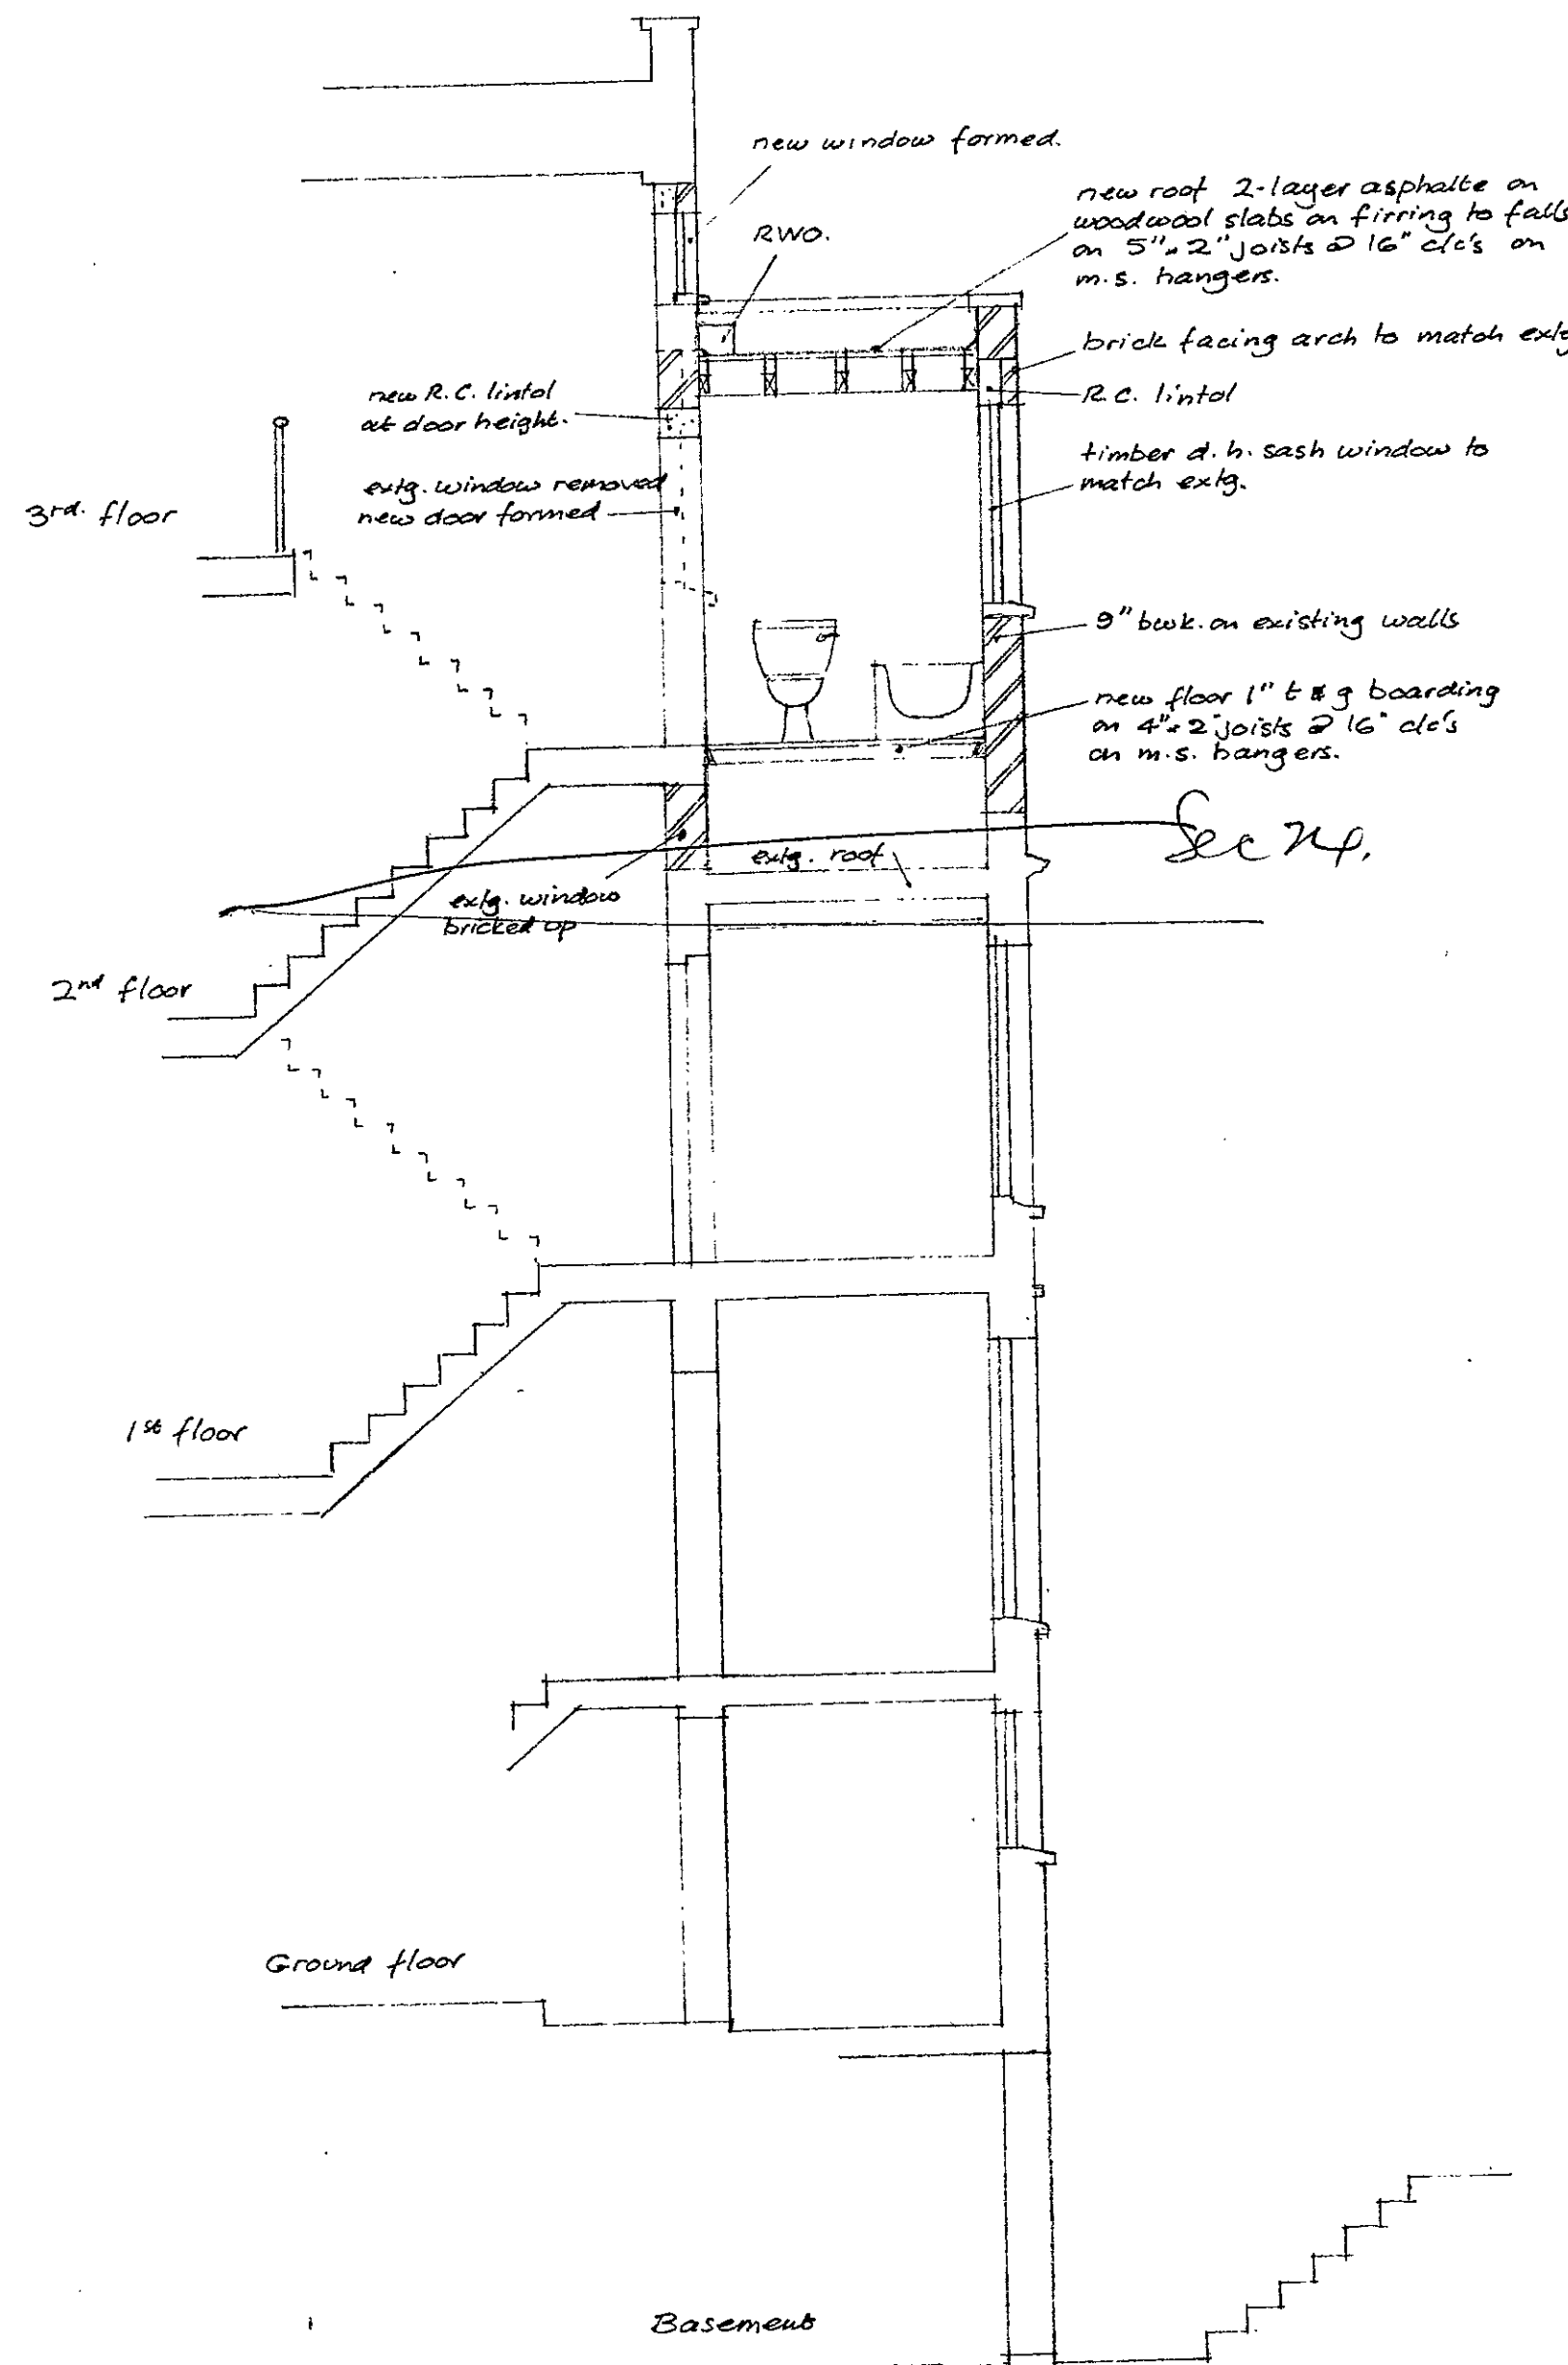 new window formed.
new roof 2-layer asphalte on
woodwool slabs on firring to falls
on 5"x2" joists @ 16" c/c's on
m.s. hangers.
RWO.
brick facing arch to match extg
R.C. lintol
new R.C. lintol
at door height.
timber d.h. sash window to
match extg.
extg. window removed
new door formed
3rd. floor
9" bwk. on existing walls
new floor 1" t & g boarding
on 4"x2" joists @ 16" c/c's
on m.s. hangers.
extg. roof
extg. window
bricked up
2nd floor
1st floor
Ground floor
Basement